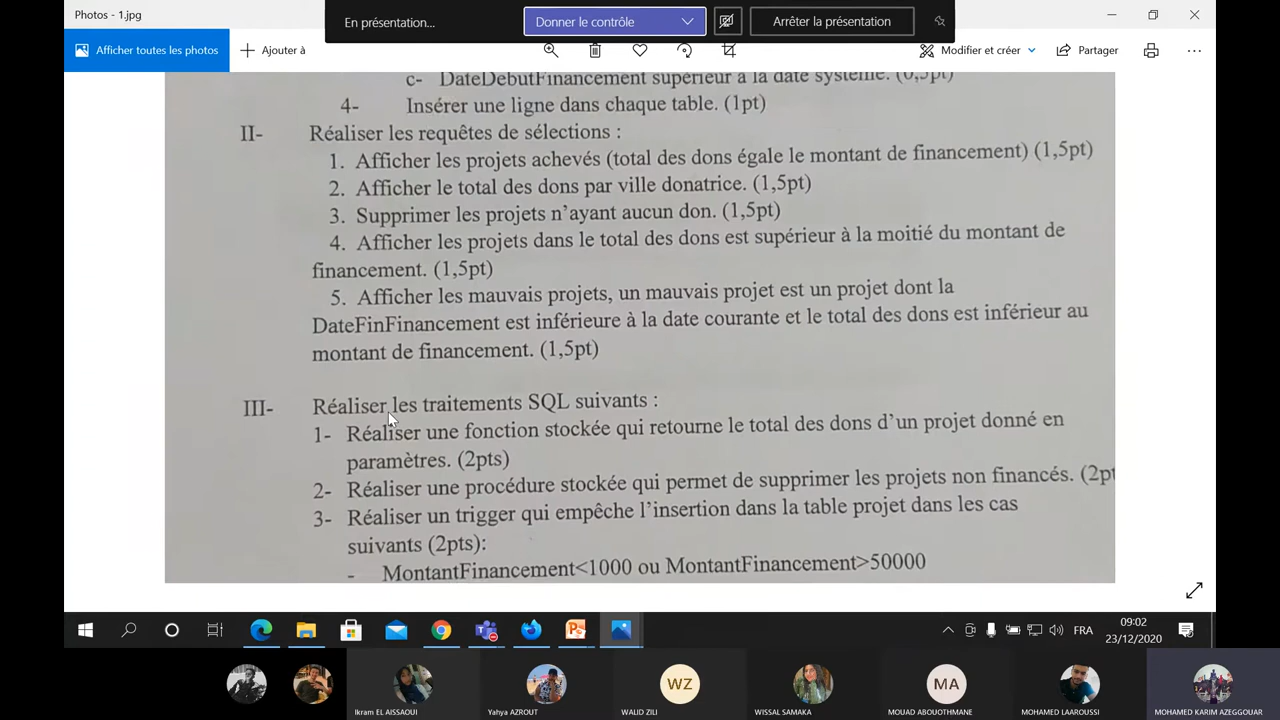 Photos - 1.jpg
En présentation...
Donner le contrôle
Arrêter la présentation
Afficher toutes les photos
Ajouter à
Modifier et créer
Partager
c- DateDebutFinancement supérieur à la date système. (0,5pt)
4- Insérer une ligne dans chaque table. (1pt)
II- Réaliser les requêtes de sélections :
1. Afficher les projets achevés (total des dons égale le montant de financement) (1,5pt)
2. Afficher le total des dons par ville donatrice. (1,5pt)
3. Supprimer les projets n'ayant aucun don. (1,5pt)
4. Afficher les projets dans le total des dons est supérieur à la moitié du montant de
financement. (1,5pt)
5. Afficher les mauvais projets, un mauvais projet est un projet dont la
DateFinFinancement est inférieure à la date courante et le total des dons est inférieur au
montant de financement. (1,5pt)
III- Réaliser les traitements SQL suivants :
1- Réaliser une fonction stockée qui retourne le total des dons d'un projet donné en
paramètres. (2pts)
2- Réaliser une procédure stockée qui permet de supprimer les projets non financés. (2pt
3- Réaliser un trigger qui empêche l'insertion dans la table projet dans les cas
suivants (2pts):
- MontantFinancement<1000 ou MontantFinancement>50000
FRA
09:02
23/12/2020
WZ
MA
Ikram EL AISSAOUI
Yahya AZROUT
WALID ZILI
WISSAL SAMAKA
MOUAD ABOUOTHMANE
MOHAMED LAAROUSSI
MOHAMED KARIM AZEGGOUAR